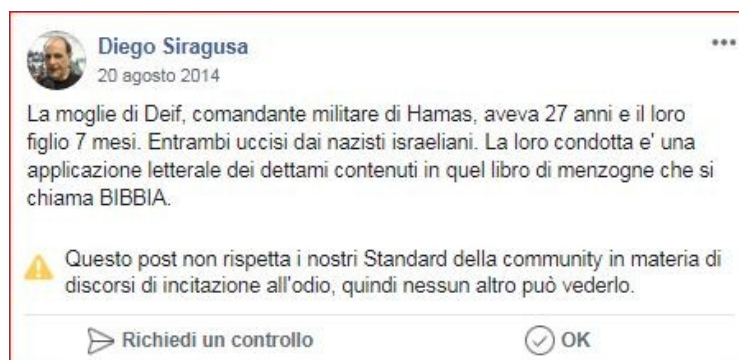 Diego Siragusa
20 agosto 2014
La moglie di Deif, comandante militare di Hamas, aveva 27 anni e il loro
figlio 7 mesi. Entrambi uccisi dai nazisti israeliani. La loro condotta e' una
applicazione letterale dei dettami contenuti in quel libro di menzogne che si
chiama BIBBIA.
Questo post non rispetta i nostri Standard della community in materia di
discorsi di incitazione all'odio, quindi nessun altro può vederlo.
Richiedi un controllo
OK